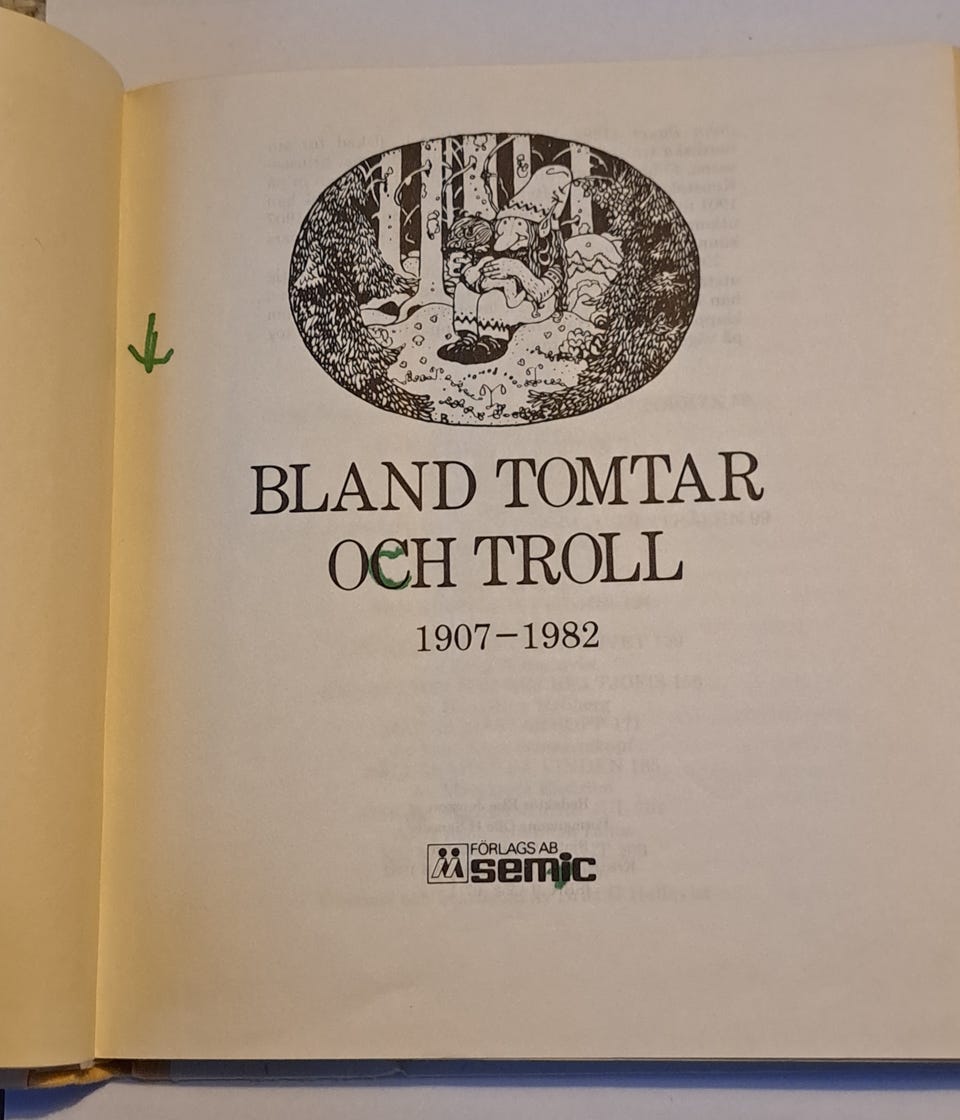 BLAND TOMTAR
OCH TROLL
1907–1982
FÖRLAGS AB
semic